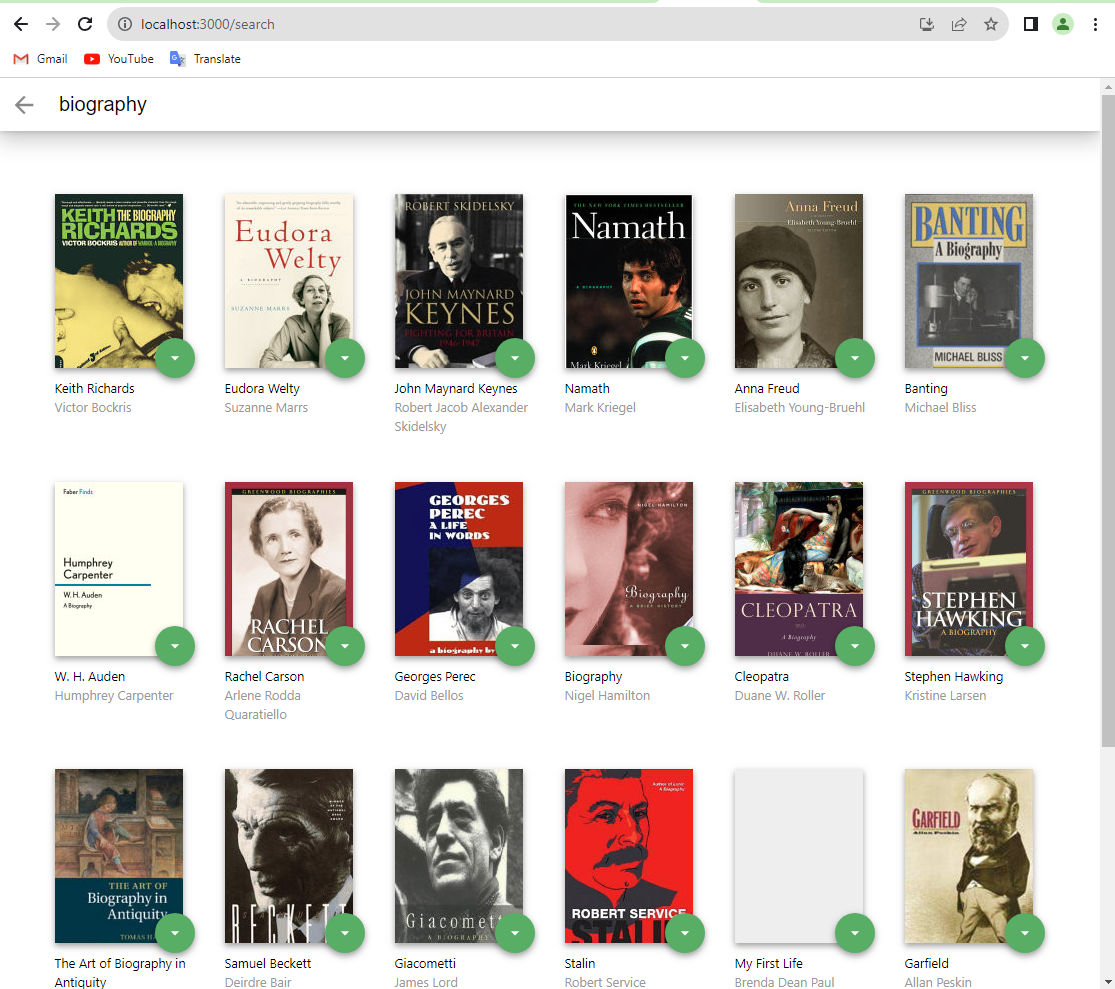 localhost:3000/search
Gmail
YouTube
Translate
biography
KEITH THE BIOGRAPHY
RICHARDS
VICTOR BOCKRIS AUTHOR OF WARHOL: A BIOGRAPHY
Keith Richards
Victor Bockris
Eudora
Welty
A BIOGRAPHY
SUZANNE MARRS
Eudora Welty
Suzanne Marrs
ROBERT SKIDELSKY
JOHN MAYNARD
KEYNES
FIGHTING FOR BRITAIN
1946-1947
John Maynard Keynes
Robert Jacob Alexander
Skidelsky
THE NEW YORK TIMES BESTSELLER
Namath
A BIOGRAPHY
Mark Kriegel
Namath
Mark Kriegel
Anna Freud
Elisabeth Young-Bruehl
Anna Freud
Elisabeth Young-Bruehl
BANTING
A Biography
MICHAEL BLISS
Banting
Michael Bliss
Faber Finds
Humphrey
Carpenter
W. H. Auden
A Biography
W. H. Auden
Humphrey Carpenter
GREENWOOD BIOGRAPHIES
RACHEL
CARSON
Rachel Carson
Arlene Rodda
Quaratiello
GEORGES
PEREC
A LIFE
IN WORDS
a biography by
Georges Perec
David Bellos
NIGEL HAMILTON
Biography
A BRIEF HISTORY
Biography
Nigel Hamilton
CLEOPATRA
A Biography
DUANE W. ROLLER
Cleopatra
Duane W. Roller
GREENWOOD BIOGRAPHIES
STEPHEN
HAWKING
A BIOGRAPHY
Stephen Hawking
Kristine Larsen
THE ART OF
Biography in
Antiquity
TOMAS H
The Art of Biography in
Antiquity
BECKETT
Samuel Beckett
Deirdre Bair
Giacomett
A BIOGRAPHY
Giacometti
James Lord
A Biography
ROBERT SERVICE
STALIN
Stalin
Robert Service
My First Life
Brenda Dean Paul
GARFIELD
Allan Peskin
Garfield
Allan Peskin